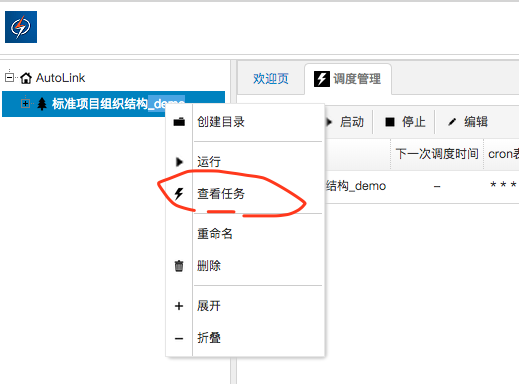 AutoLink
标准项目组织结构_demo
欢迎页
调度管理
创建目录
运行
查看任务
重命名
删除
展开
折叠
启动
停止
编辑
下一次调度时间
cron表
结构_demo
–
* * *